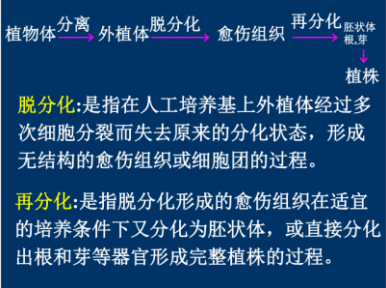 植物体 分离 外植体 脱分化 愈伤组织 再分化 胚状体
根,芽
植株
脱分化:是指在人工培养基上外植体经过多
次细胞分裂而失去原来的分化状态，形成
无结构的愈伤组织或细胞团的过程。
再分化:是指脱分化形成的愈伤组织在适宜
的培养条件下又分化为胚状体，或直接分化
出根和芽等器官形成完整植株的过程。